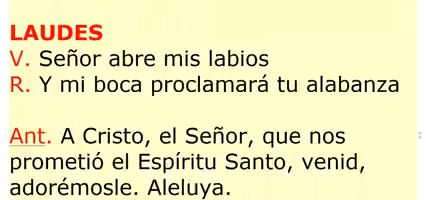 LAUDES
V. Señor abre mis labios
R. Y mi boca proclamará tu alabanza
Ant. A Cristo, el Señor, que nos
prometió el Espíritu Santo, venid,
adorémosle. Aleluya.